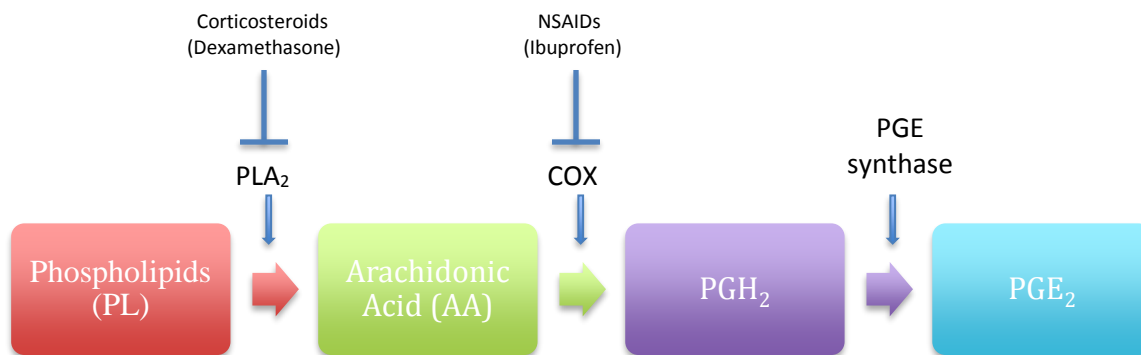 Corticosteroids
(Dexamethasone)
NSAIDs
(Ibuprofen)
PGE
synthase
PLA₂
COX
Phospholipids
(PL)
Arachidonic
Acid (AA)
PGH₂
PGE₂